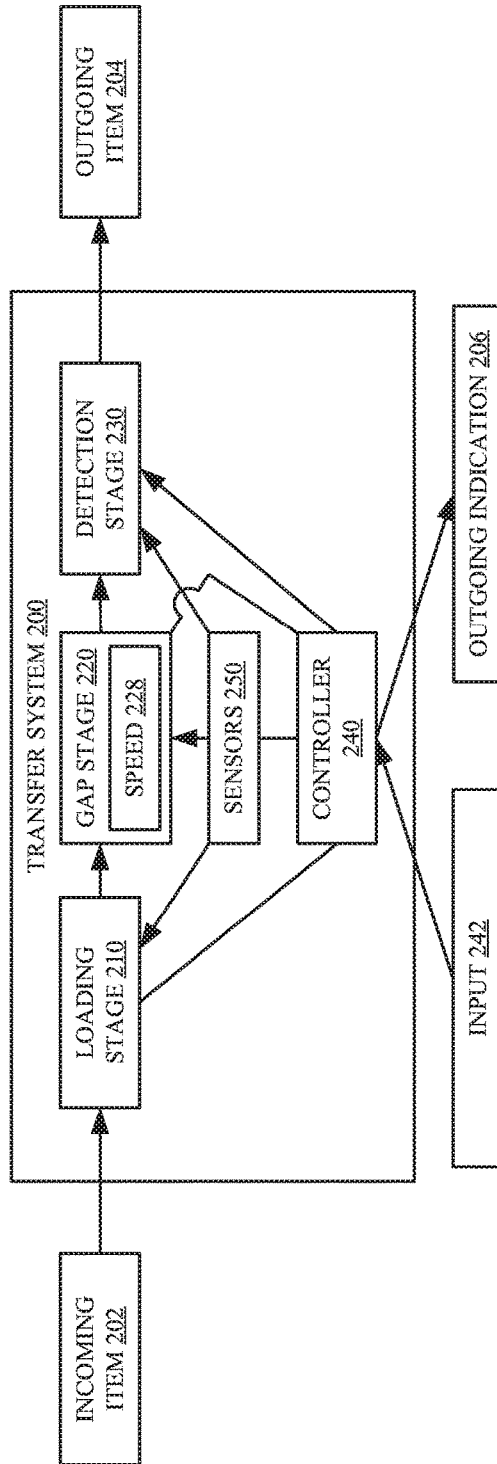 INCOMING
ITEM 202
TRANSFER SYSTEM 200
LOADING
STAGE 210
GAP STAGE 220
SPEED 228
DETECTION
STAGE 230
SENSORS 250
CONTROLLER
240
OUTGOING
ITEM 204
INPUT 242
OUTGOING INDICATION 206